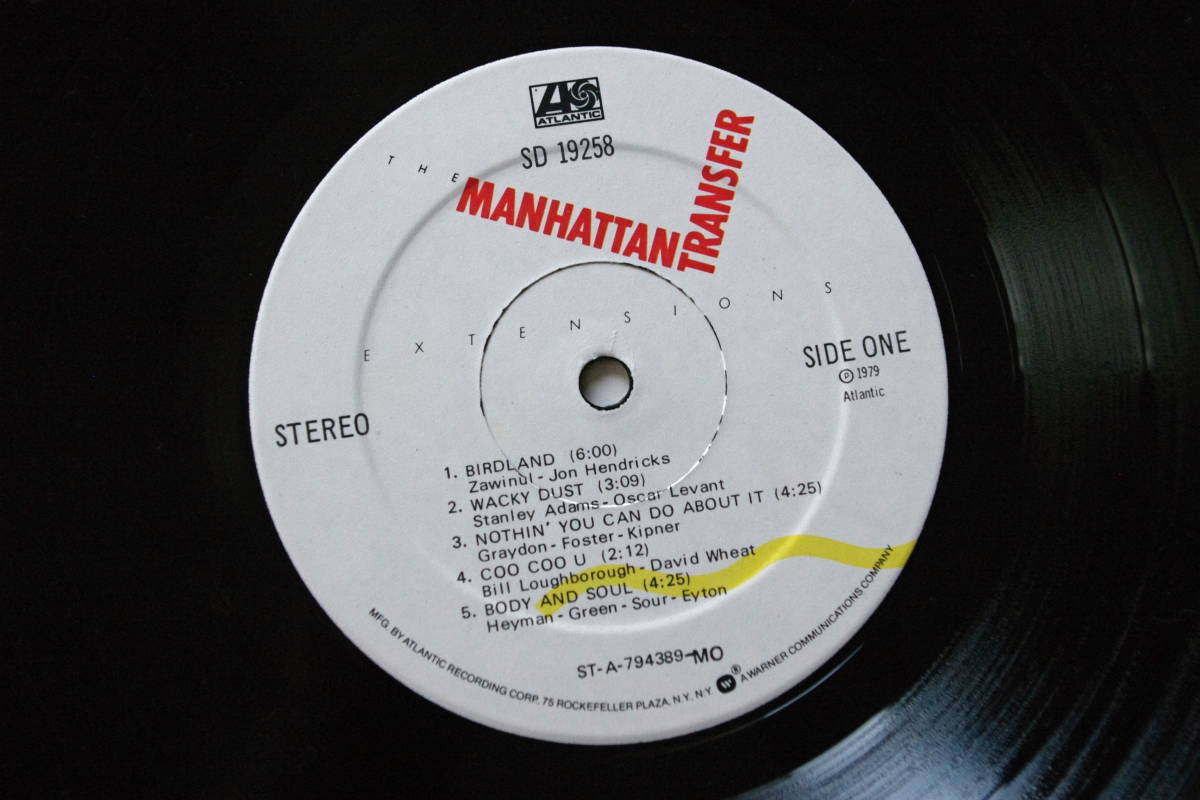 ATLANTIC
SD 19258
THE
MANHATTAN
TRANSFER
EXTENSIONS
SIDE ONE
Ⓟ 1979
Atlantic
STEREO
1. BIRDLAND (6:00)
Zawinul - Jon Hendricks
2. WACKY DUST (3:09)
Stanley Adams - Oscar Levant
3. NOTHIN' YOU CAN DO ABOUT IT (4:25)
Graydon - Foster - Kipner
4. COO COO U (2:12)
Bill Loughborough - David Wheat
5. BODY AND SOUL (4:25)
Heyman - Green - Sour - Eyton
ST-A-794389-MO
MFG. BY ATLANTIC RECORDING CORP., 75 ROCKEFELLER PLAZA, N.Y. N.Y. ® A WARNER COMMUNICATIONS COMPANY